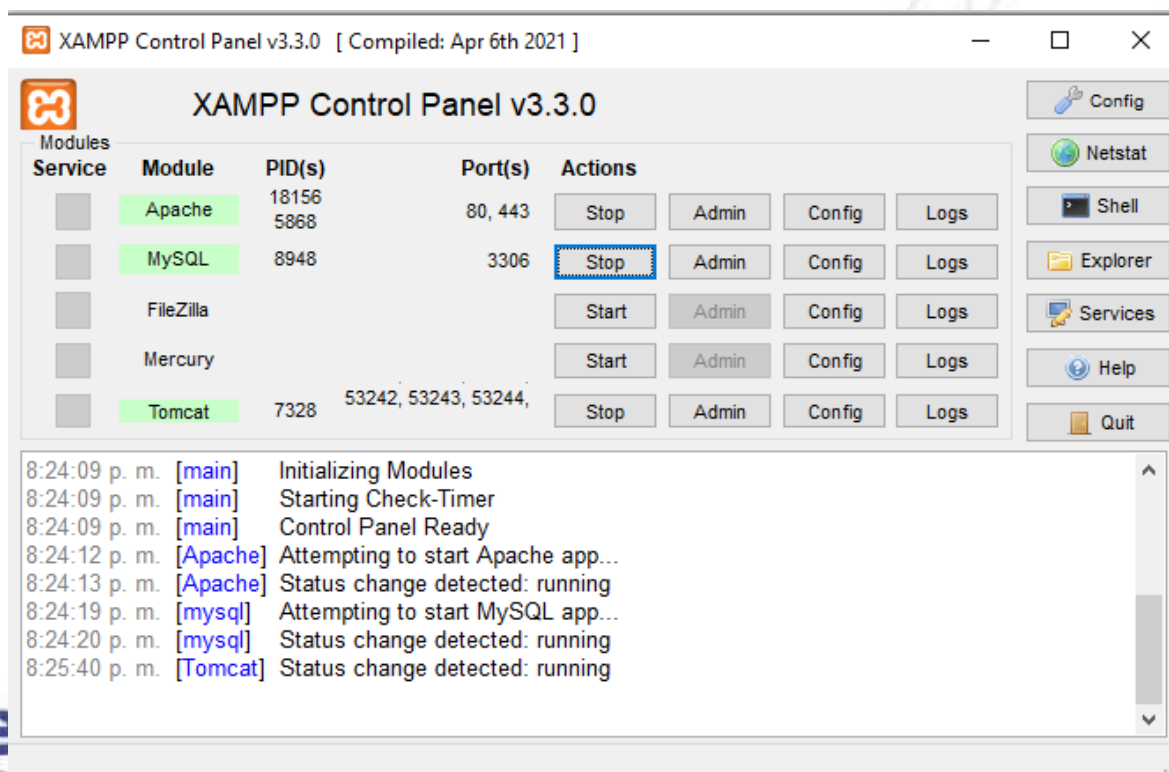 XAMPP Control Panel v3.3.0 [ Compiled: Apr 6th 2021 ]
XAMPP Control Panel v3.3.0
Config
Modules
Service Module PID(s) Port(s) Actions
Netstat
Apache 18156 5868 80, 443 Stop Admin Config Logs
Shell
MySQL 8948 3306 Stop Admin Config Logs
Explorer
FileZilla Start Admin Config Logs
Services
Mercury Start Admin Config Logs
Help
Tomcat 7328 53242, 53243, 53244, Stop Admin Config Logs
Quit
8:24:09 p. m. [main] Initializing Modules
8:24:09 p. m. [main] Starting Check-Timer
8:24:09 p. m. [main] Control Panel Ready
8:24:12 p. m. [Apache] Attempting to start Apache app...
8:24:13 p. m. [Apache] Status change detected: running
8:24:19 p. m. [mysql] Attempting to start MySQL app...
8:24:20 p. m. [mysql] Status change detected: running
8:25:40 p. m. [Tomcat] Status change detected: running